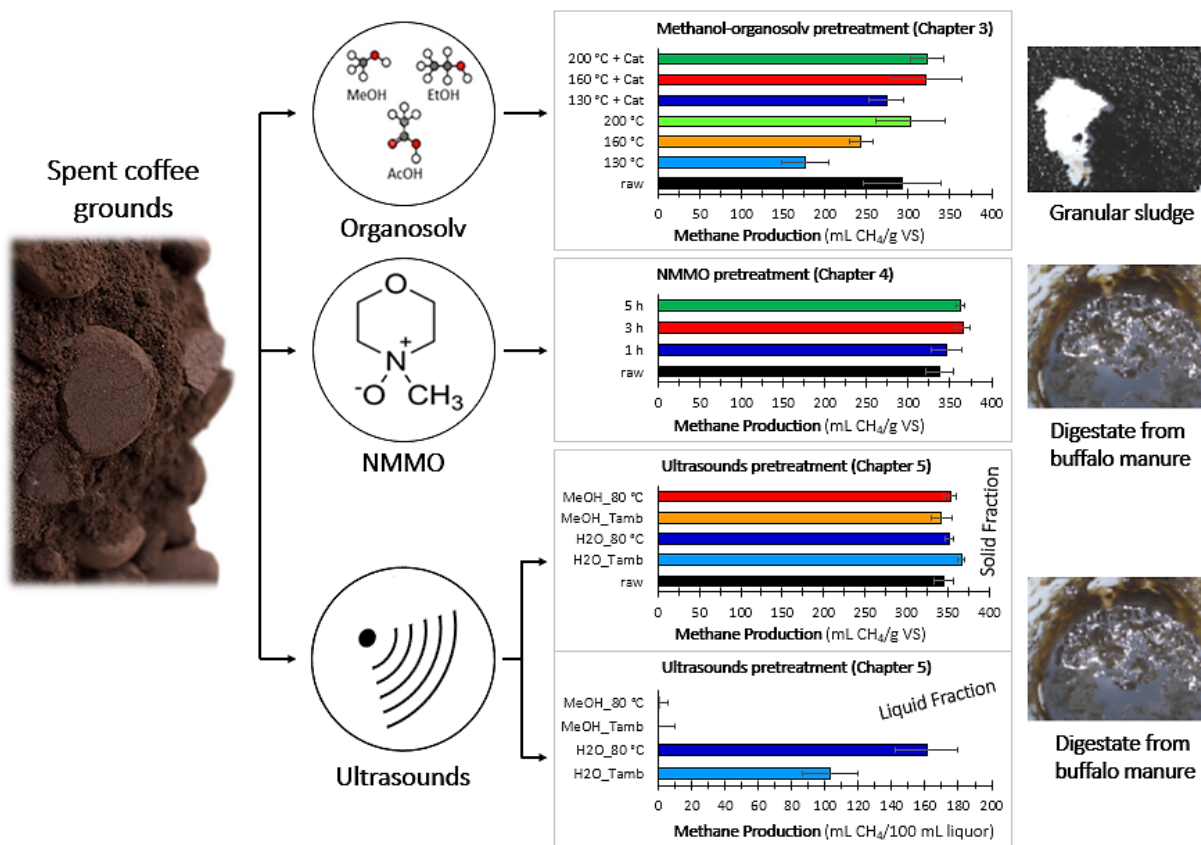 Spent coffee
grounds
MeOH
EtOH
AcOH
Organosolv
Methanol-organosolv pretreatment (Chapter 3)
200 °C + Cat
160 °C + Cat
130 °C + Cat
200 °C
160 °C
130 °C
raw
0 50 100 150 200 250 300 350 400
Methane Production (mL CH₄/g VS)
Granular sludge
O
N
+
-O
CH₃
NMMO
NMMO pretreatment (Chapter 4)
5 h
3 h
1 h
raw
0 50 100 150 200 250 300 350 400
Methane Production (mL CH₄/g VS)
Digestate from
buffalo manure
Ultrasounds
Ultrasounds pretreatment (Chapter 5)
MeOH_80 °C
MeOH_Tamb
H2O_80 °C
H2O_Tamb
raw
Solid Fraction
0 50 100 150 200 250 300 350 400
Methane Production (mL CH₄/g VS)
Ultrasounds pretreatment (Chapter 5)
Liquid Fraction
MeOH_80 °C
MeOH_Tamb
H2O_80 °C
H2O_Tamb
0 20 40 60 80 100 120 140 160 180 200
Methane Production (mL CH₄/100 mL liquor)
Digestate from
buffalo manure